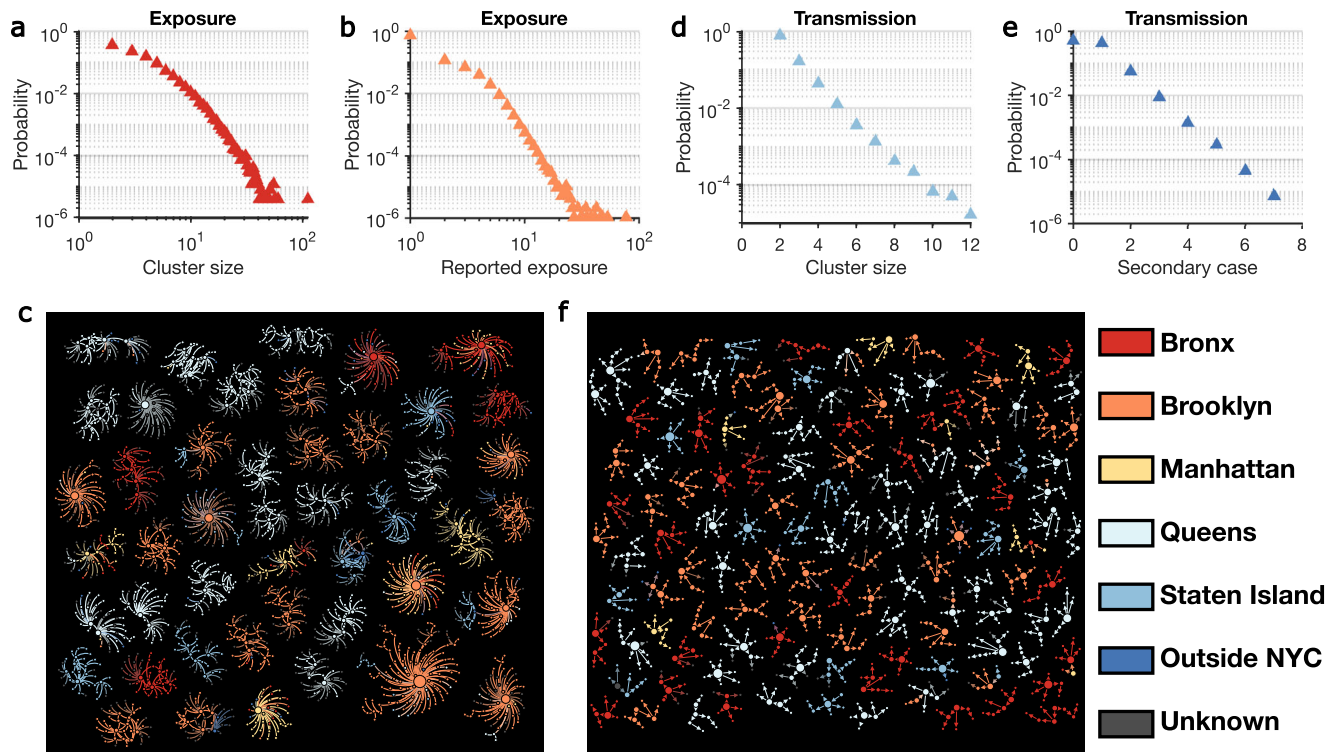 a
Exposure
Probability
10^0
10^-2
10^-4
10^-6
10^0
10^1
10^2
Cluster size
b
Exposure
Probability
10^0
10^-2
10^-4
10^-6
10^0
10^1
10^2
Reported exposure
d
Transmission
Probability
10^0
10^-2
10^-4
0
2
4
6
8
10
12
Cluster size
e
Transmission
Probability
10^0
10^-2
10^-4
10^-6
0
2
4
6
8
Secondary case
c
f
Bronx
Brooklyn
Manhattan
Queens
Staten Island
Outside NYC
Unknown